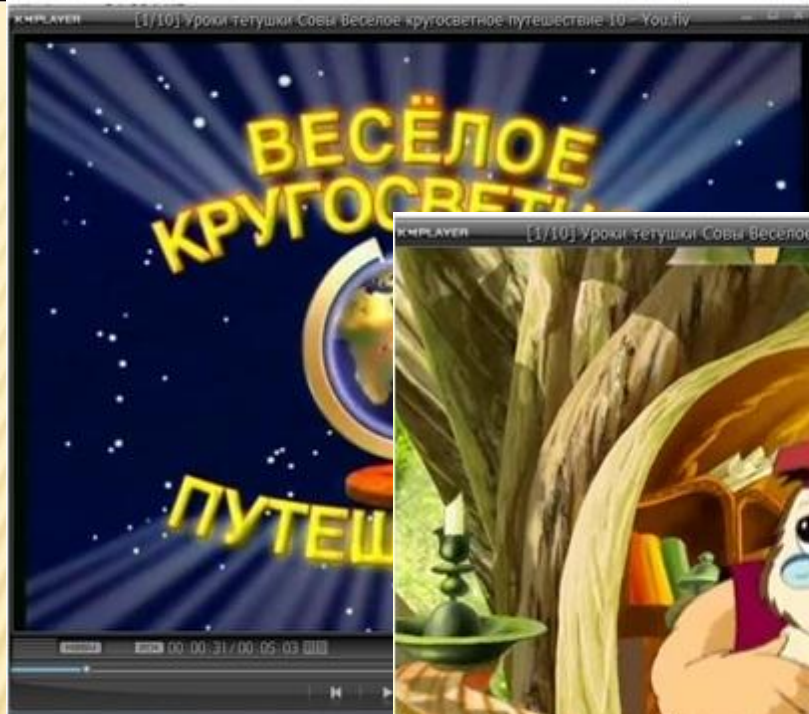 KMPLAYER [1/10] Уроки тетушки Совы Веселое кругосветное путешествие 10 - You.flv
ВЕСЁЛОЕ
КРУГОСВЕТН
ПУТЕШ
00:00:31/00:05:03
KMPLAYER [1/10] Уроки тетушки Совы Веселое